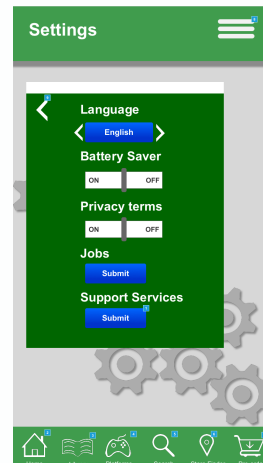 Settings
Language
English
Battery Saver
ON OFF
Privacy terms
ON OFF
Jobs
Submit
Support Services
Submit